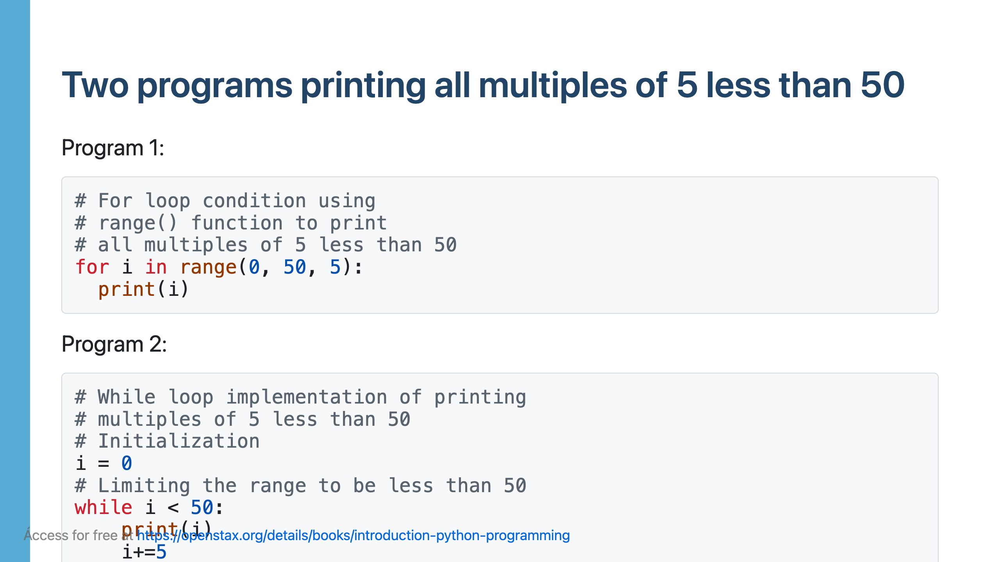 Two programs printing all multiples of 5 less than 50
Program 1:
# For loop condition using
# range() function to print
# all multiples of 5 less than 50
for i in range(0, 50, 5):
  print(i)
Program 2:
# While loop implementation of printing
# multiples of 5 less than 50
# Initialization
i = 0
# Limiting the range to be less than 50
while i < 50:
    print(i)
Áccess for free at https://openstax.org/details/books/introduction-python-programming
    i+=5